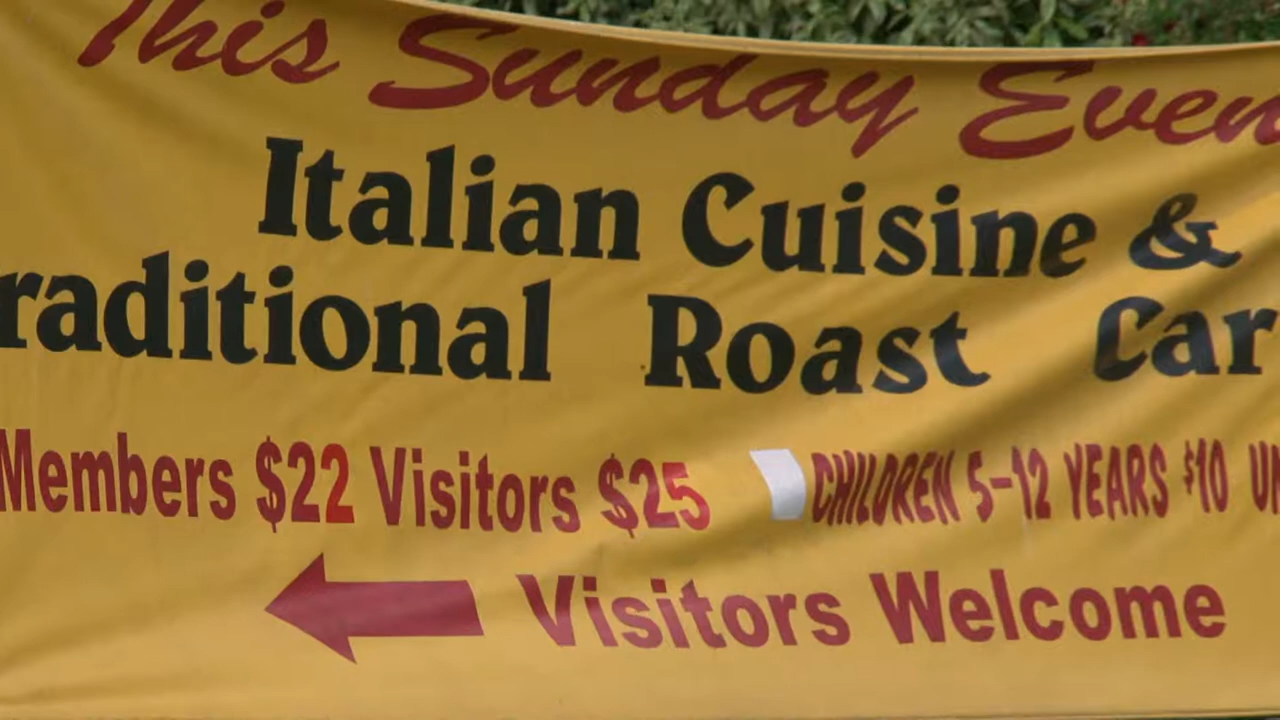 This Sunday Even
Italian Cuisine &
raditional Roast Car
Members $22 Visitors $25 CHILDREN 5-12 YEARS $10 UN
Visitors Welcome